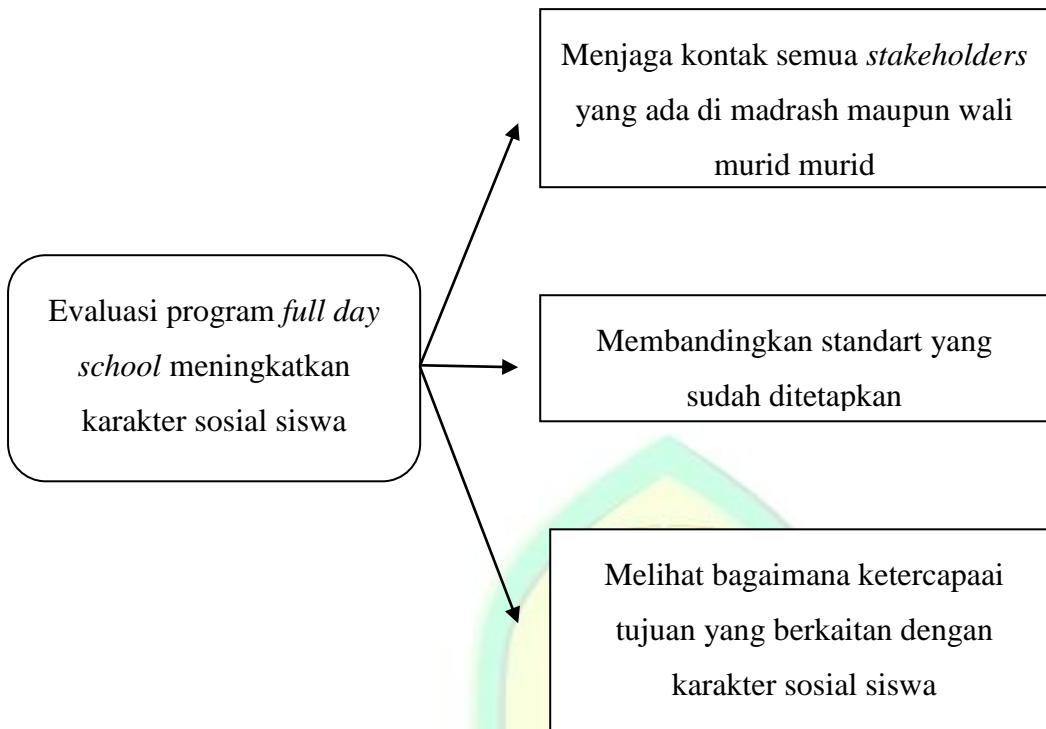 Menjaga kontak semua stakeholders
yang ada di madrash maupun wali
murid murid
Evaluasi program full day
school meningkatkan
karakter sosial siswa
Membandingkan standart yang
sudah ditetapkan
Melihat bagaimana ketercapaai
tujuan yang berkaitan dengan
karakter sosial siswa